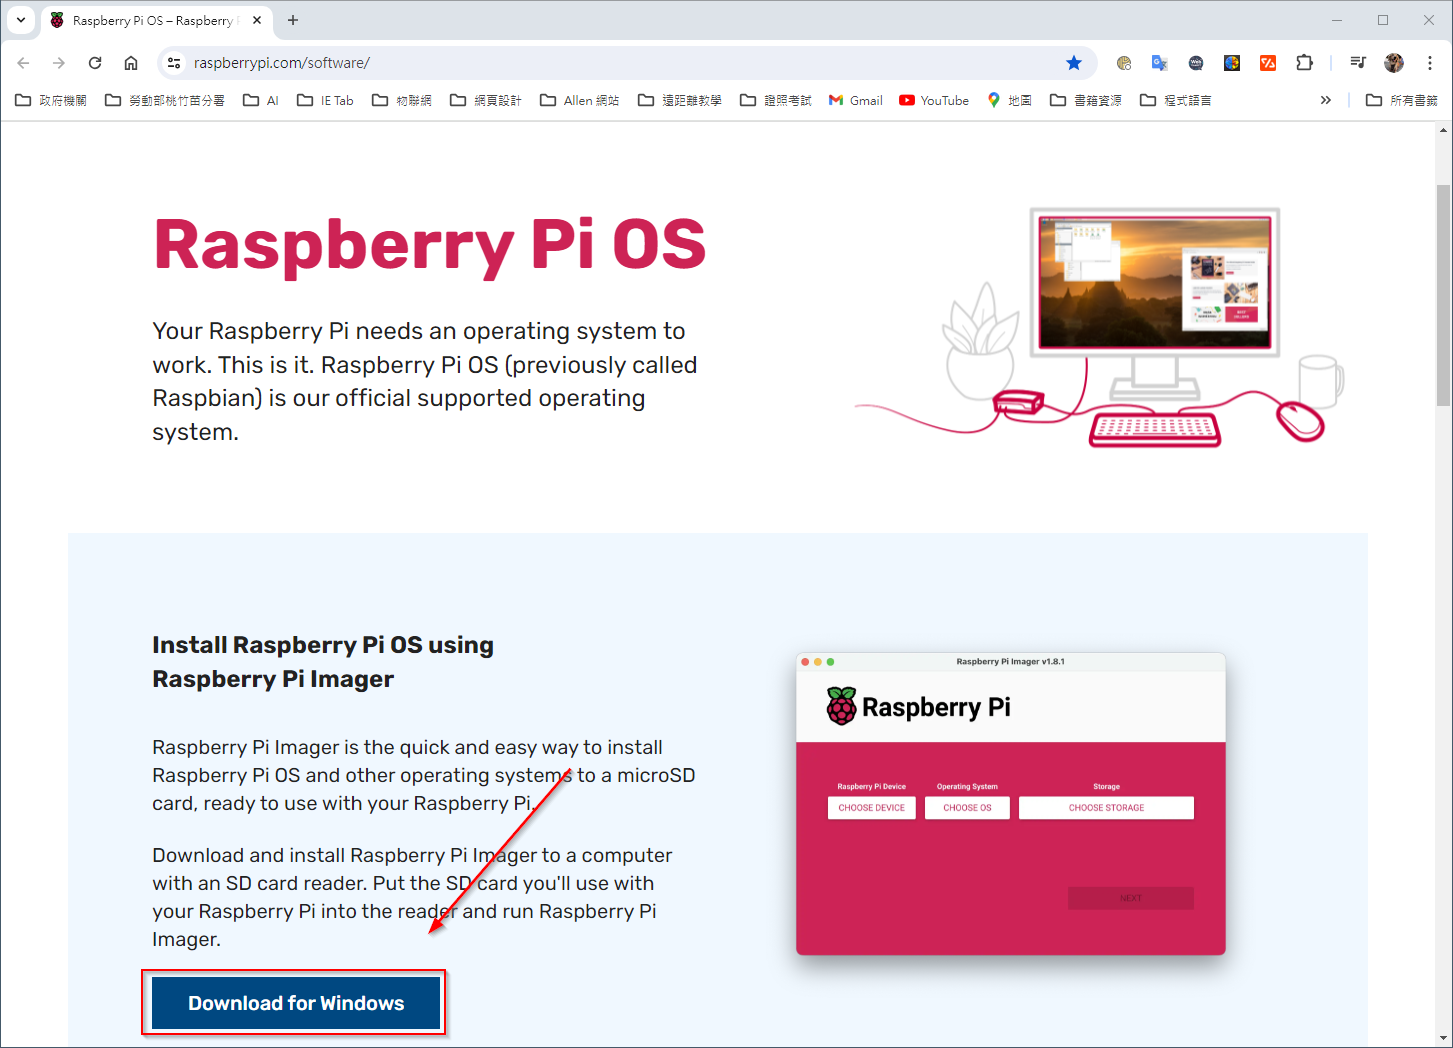 Raspberry Pi OS – Raspberry P
raspberrypi.com/software/
政府機關 勞動部桃竹苗分署 AI IE Tab 物聯網 網頁設計 Allen 網站 遠距離教學 證照考試 Gmail YouTube 地圖 書籍資源 程式語言 » 所有書籤
Raspberry Pi OS
Your Raspberry Pi needs an operating system to
work. This is it. Raspberry Pi OS (previously called
Raspbian) is our official supported operating
system.
Install Raspberry Pi OS using
Raspberry Pi Imager
Raspberry Pi Imager is the quick and easy way to install
Raspberry Pi OS and other operating systems to a microSD
card, ready to use with your Raspberry Pi.
Download and install Raspberry Pi Imager to a computer
with an SD card reader. Put the SD card you'll use with
your Raspberry Pi into the reader and run Raspberry Pi
Imager.
Download for Windows
Raspberry Pi Imager v1.8.1
Raspberry Pi
Raspberry Pi Device Operating System Storage
CHOOSE DEVICE CHOOSE OS CHOOSE STORAGE
NEXT